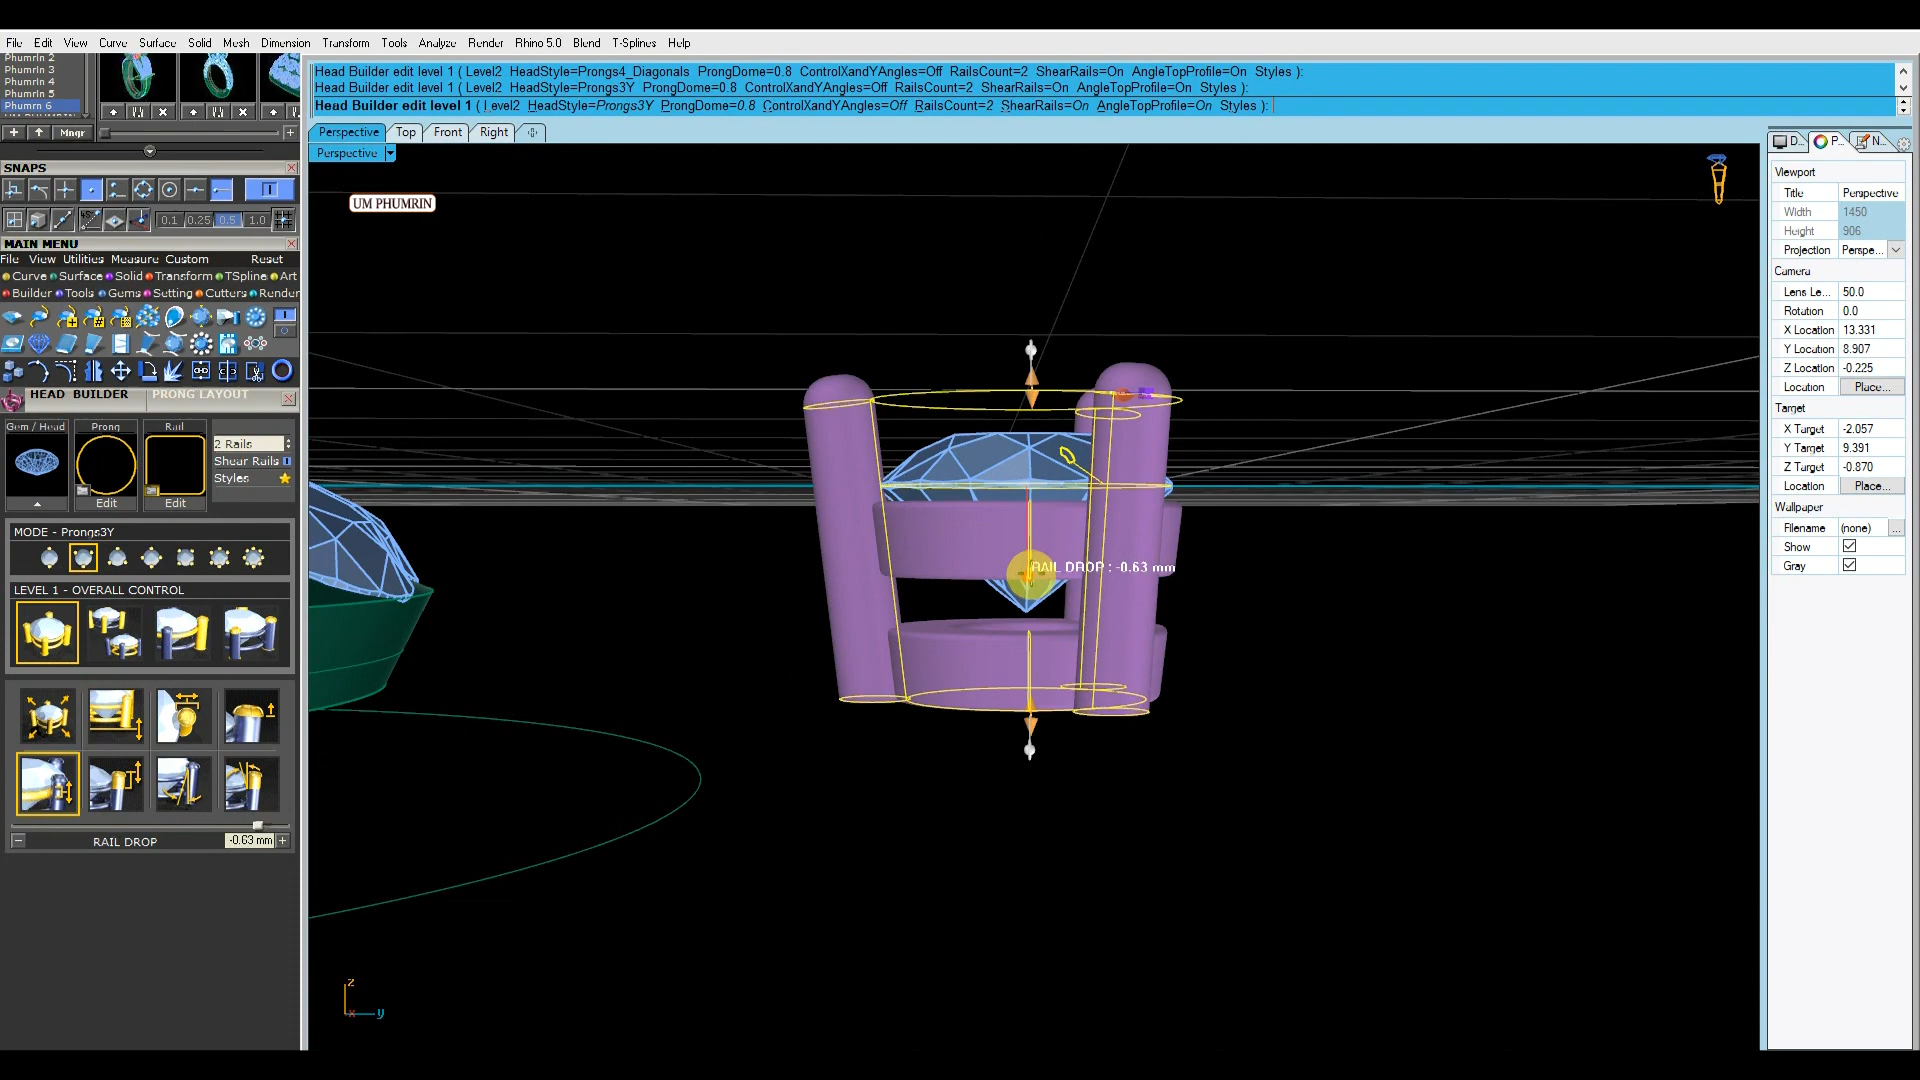 File Edit View Curve Surface Solid Mesh Dimension Transform Tools Analyze Render Rhino 5.0 Blend T-Splines Help
Phumrin 2
Phumrin 3
Phumrin 4
Phumrin 5
Phumrin 6
Mngr
Head Builder edit level 1 ( Level2 HeadStyle=Prongs4_Diagonals ProngDome=0.8 ControlXandYAngles=Off RailsCount=2 ShearRails=On AngleTopProfile=On Styles ):
Head Builder edit level 1 ( Level2 HeadStyle=Prongs3Y ProngDome=0.8 ControlXandYAngles=Off RailsCount=2 ShearRails=On AngleTopProfile=On Styles ):
Head Builder edit level 1 ( Level2 HeadStyle=Prongs3Y ProngDome=0.8 ControlXandYAngles=Off RailsCount=2 ShearRails=On AngleTopProfile=On Styles ):
Perspective Top Front Right
Perspective
UM PHUMRIN
SNAPS
0.1 0.25 0.5 1.0
MAIN MENU
File View Utilities Measure Custom Reset
Curve Surface Solid Transform TSpline Art
Builder Tools Gems Setting Cutters Render
HEAD BUILDER PRONG LAYOUT
Gem / Head Prong Rail
2 Rails
Shear Rails
Styles
Edit Edit
MODE - Prongs3Y
LEVEL 1 - OVERALL CONTROL
RAIL DROP -0.63 mm
RAIL DROP : -0.63 mm
z
x y
D... P... N...
Viewport
Title Perspective
Width 1450
Height 906
Projection Perspe...
Camera
Lens Le... 50.0
Rotation 0.0
X Location 13.331
Y Location 8.907
Z Location -0.225
Location Place...
Target
X Target -2.057
Y Target 9.391
Z Target -0.870
Location Place...
Wallpaper
Filename (none) ...
Show
Gray